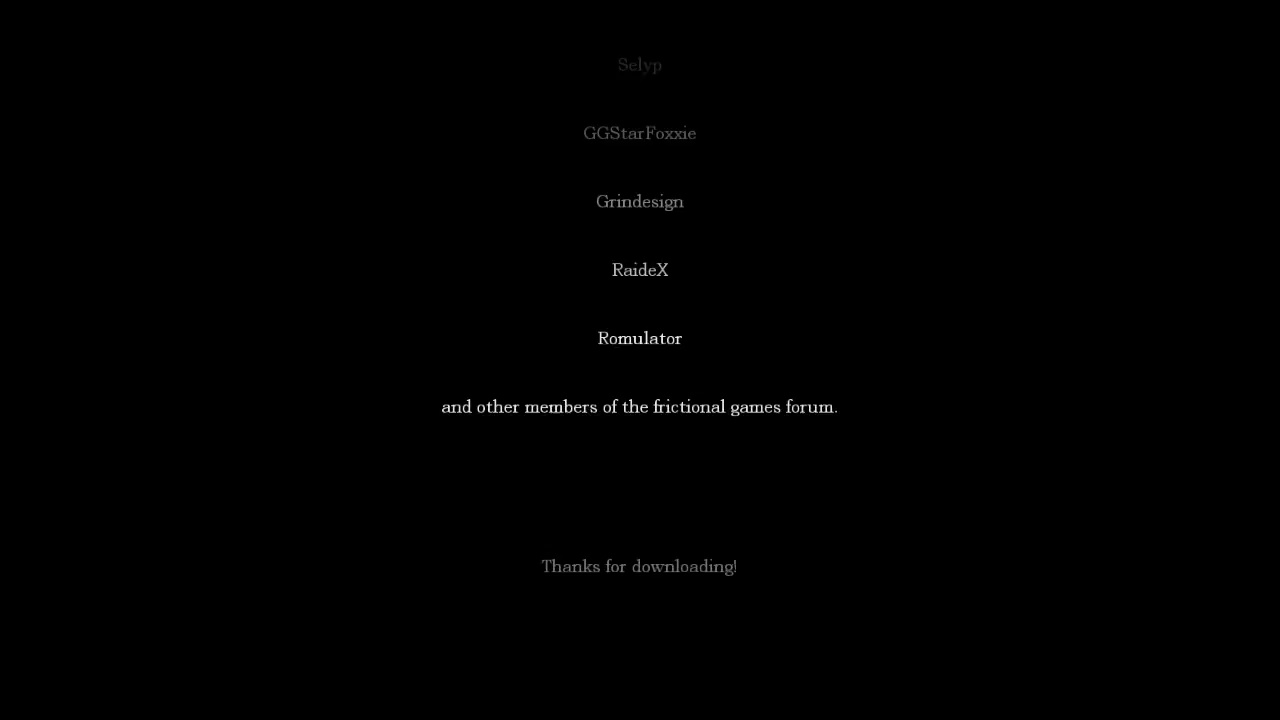 Selyp
GGStarFoxxie
Grindesign
RaideX
Romulator
and other members of the frictional games forum.
Thanks for downloading!